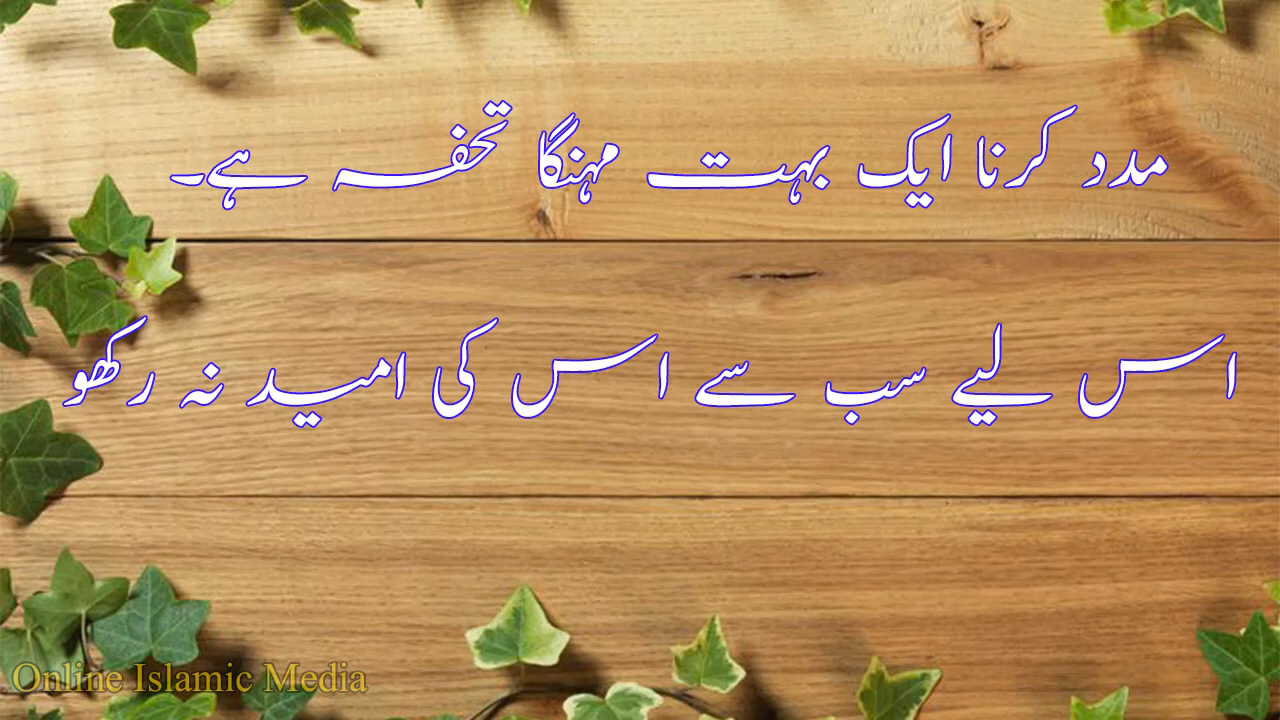 مدد کرنا ایک بہت مہنگا تحفہ ہے۔
اس لیے سب سے اس کی امید نہ رکھو
Online Islamic Media